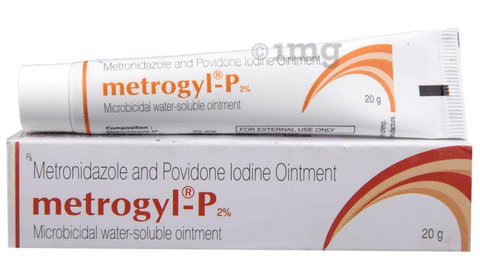 1mg
Metronidazole and Povidone Iodine Ointment
metrogyl®-P 2%
Microbicidal water-soluble ointment
20 g
Composition :
FOR EXTERNAL USE ONLY
Rx
Metronidazole and Povidone Iodine Ointment
metrogyl®-P 2%
Microbicidal water-soluble ointment
20 g